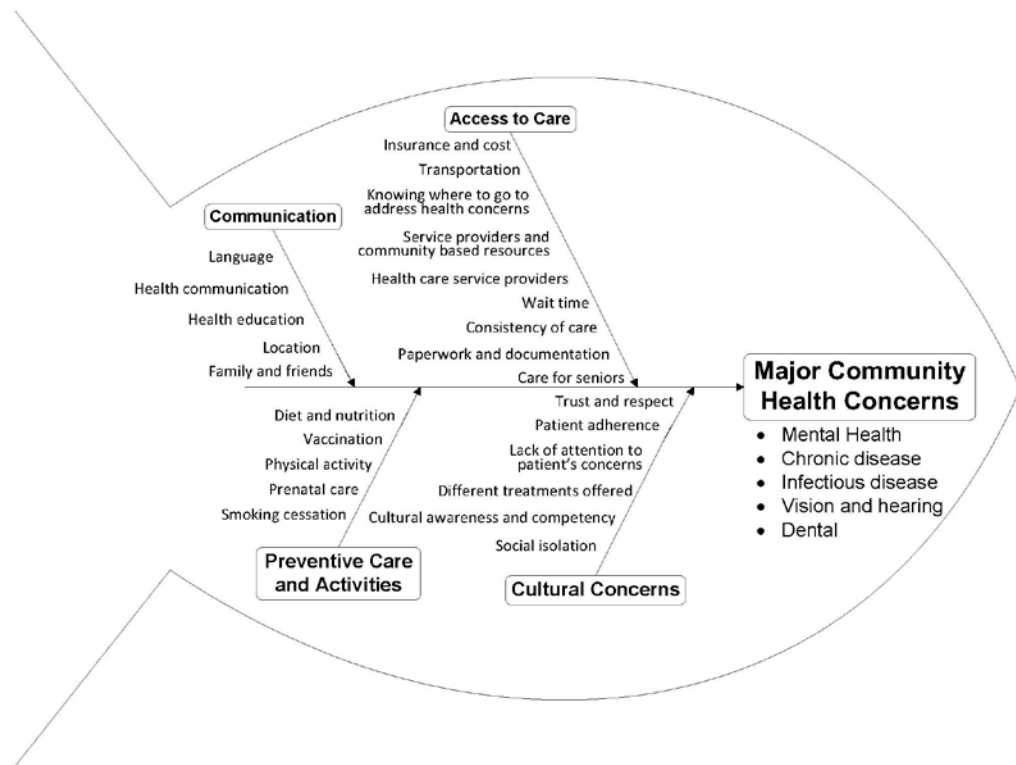 Access to Care
Insurance and cost
Transportation
Knowing where to go to
address health concerns
Service providers and
community based resources
Health care service providers
Wait time
Consistency of care
Paperwork and documentation
Care for seniors
Communication
Language
Health communication
Health education
Location
Family and friends
Major Community
Health Concerns
• Mental Health
• Chronic disease
• Infectious disease
• Vision and hearing
• Dental
Diet and nutrition
Vaccination
Physical activity
Prenatal care
Smoking cessation
Preventive Care
and Activities
Trust and respect
Patient adherence
Lack of attention to
patient's concerns
Different treatments offered
Cultural awareness and competency
Social isolation
Cultural Concerns